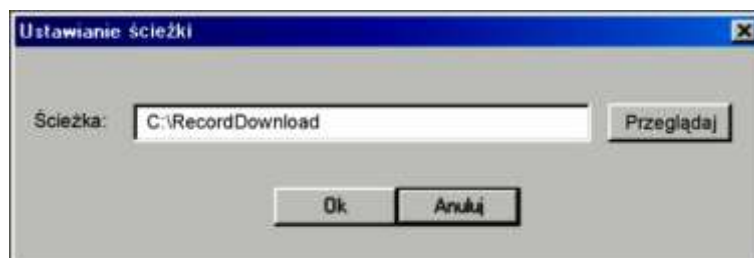 Ustawianie ścieżki
Ścieżka: C:\RecordDownload Przeglądaj
Ok Anuluj